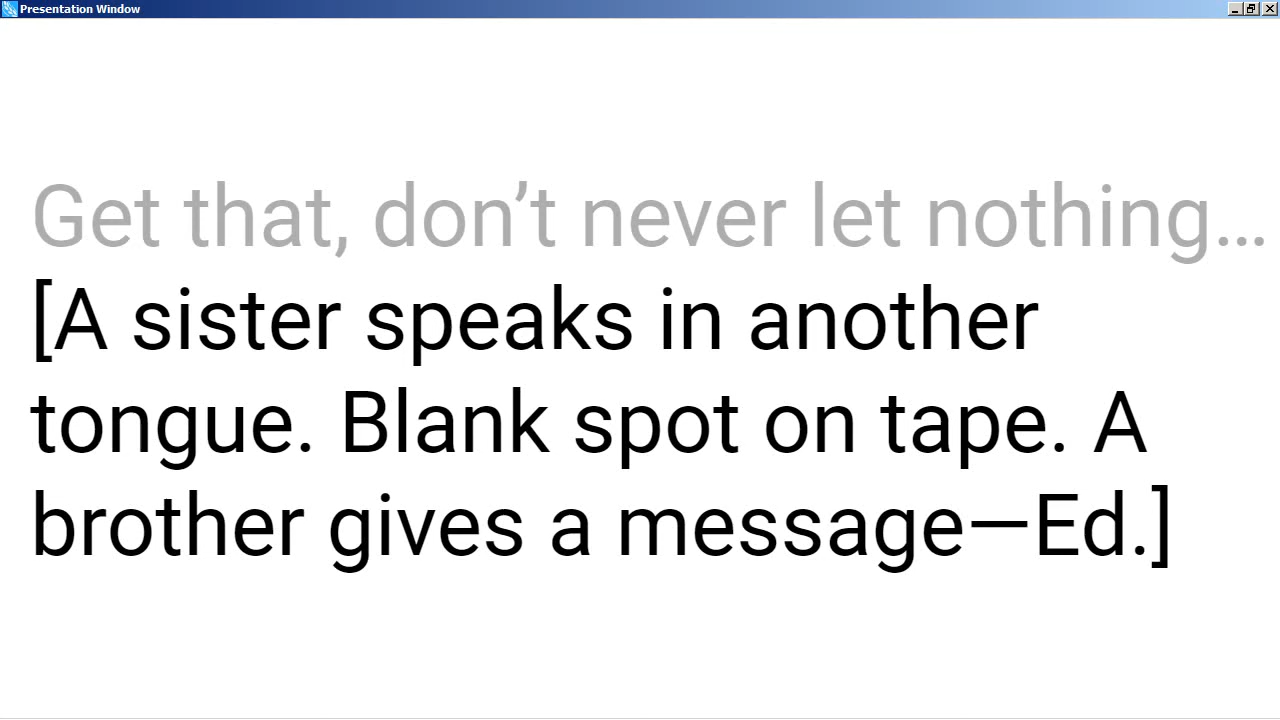 Presentation Window
Get that, don’t never let nothing…
[A sister speaks in another
tongue. Blank spot on tape. A
brother gives a message—Ed.]